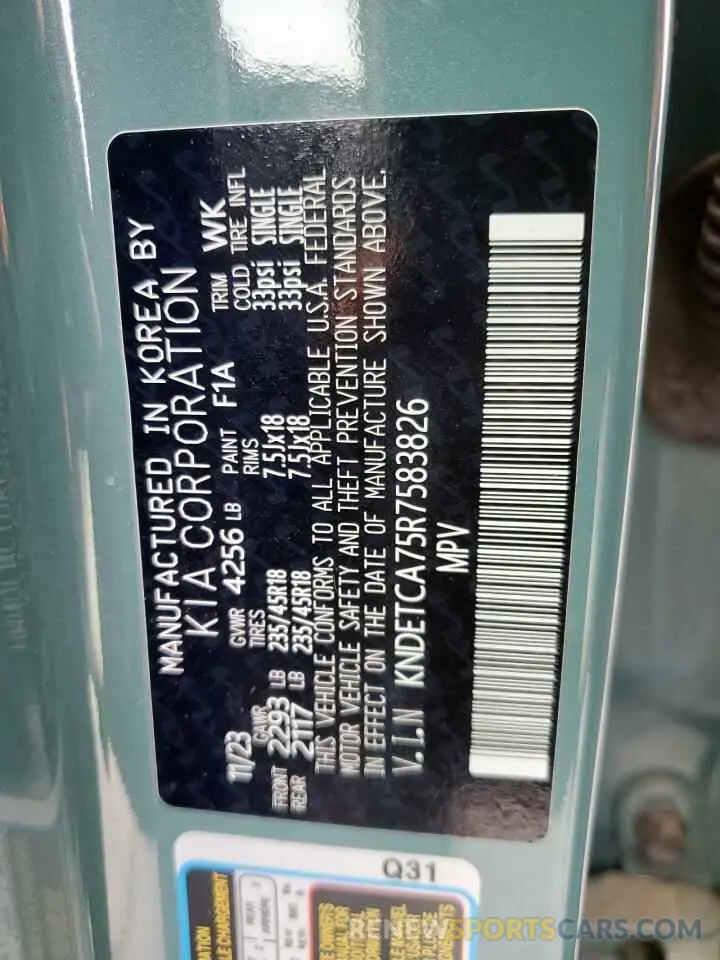 MANUFACTURED IN KOREA BY
KIA CORPORATION
11/23 GVWR 4256 LB PAINT F1A TRIM WK
GAWR TIRES RIMS COLD TIRE INFL
FRONT 2293 LB 235/45R18 7.5Jx18 33psi SINGLE
REAR 2117 LB 235/45R18 7.5Jx18 33psi SINGLE
THIS VEHICLE CONFORMS TO ALL APPLICABLE U.S.A. FEDERAL
MOTOR VEHICLE SAFETY AND THEFT PREVENTION STANDARDS
IN EFFECT ON THE DATE OF MANUFACTURE SHOWN ABOVE.
V.I.N KNDETCA75R7583826
MPV
Q31
RENEWSPORTSCARS.COM